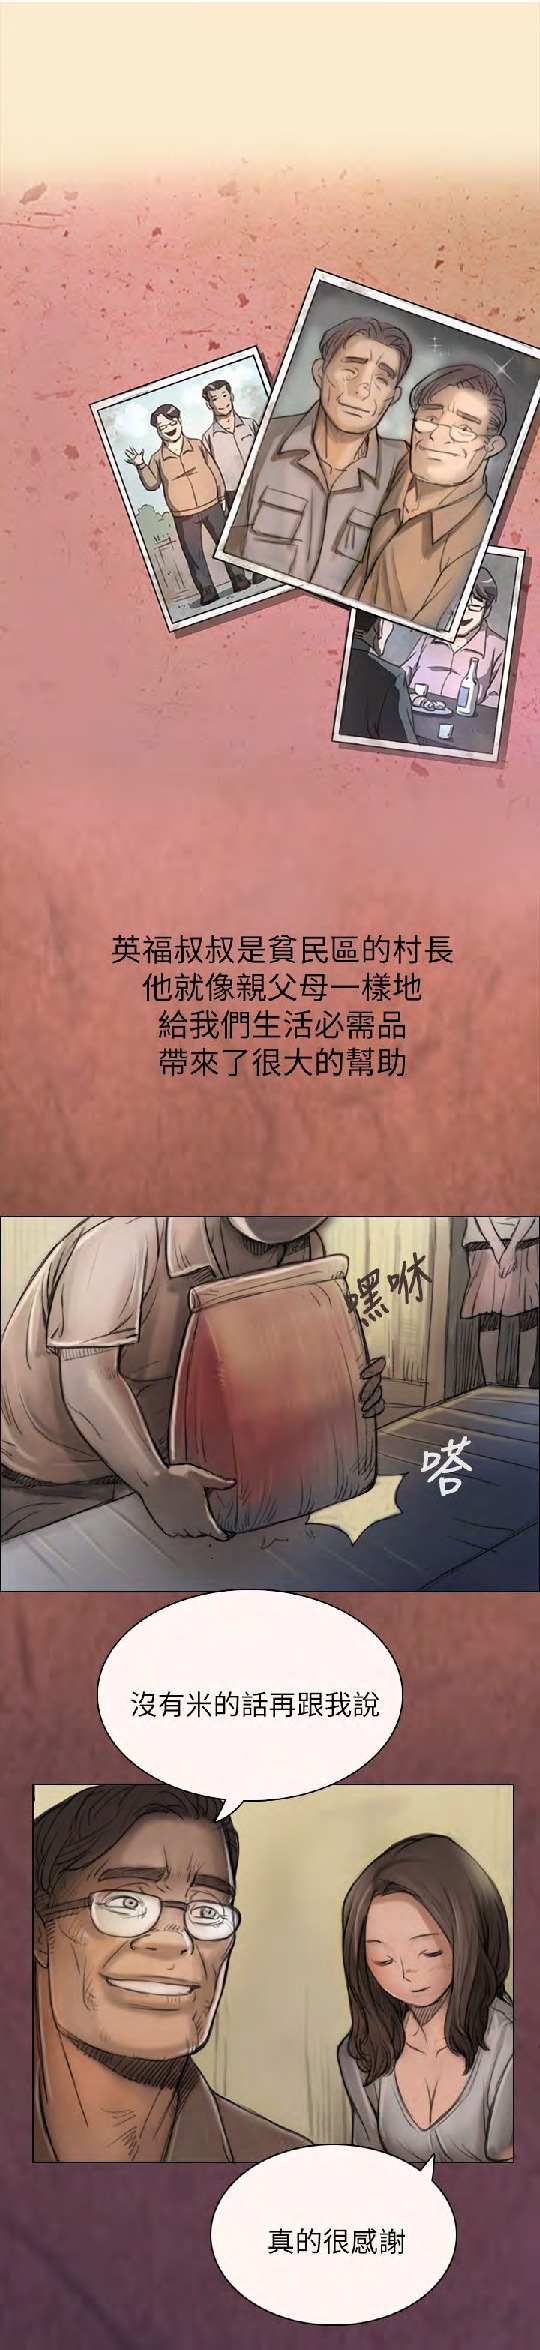 英福叔叔是貧民區的村長
他就像親父母一樣地
給我們生活必需品
帶來了很大的幫助
嘿咻
嗒
沒有米的話再跟我說
真的很感謝